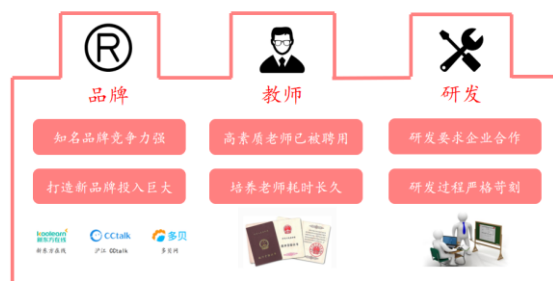 品牌
教师
研发
知名品牌竞争力强
高素质老师已被聘用
研发要求企业合作
打造新品牌投入巨大
培养老师耗时长久
研发过程严格苛刻
koolearn
新东方在线
CCtalk
多贝
新东方在线
沪江 CCtalk
多贝网